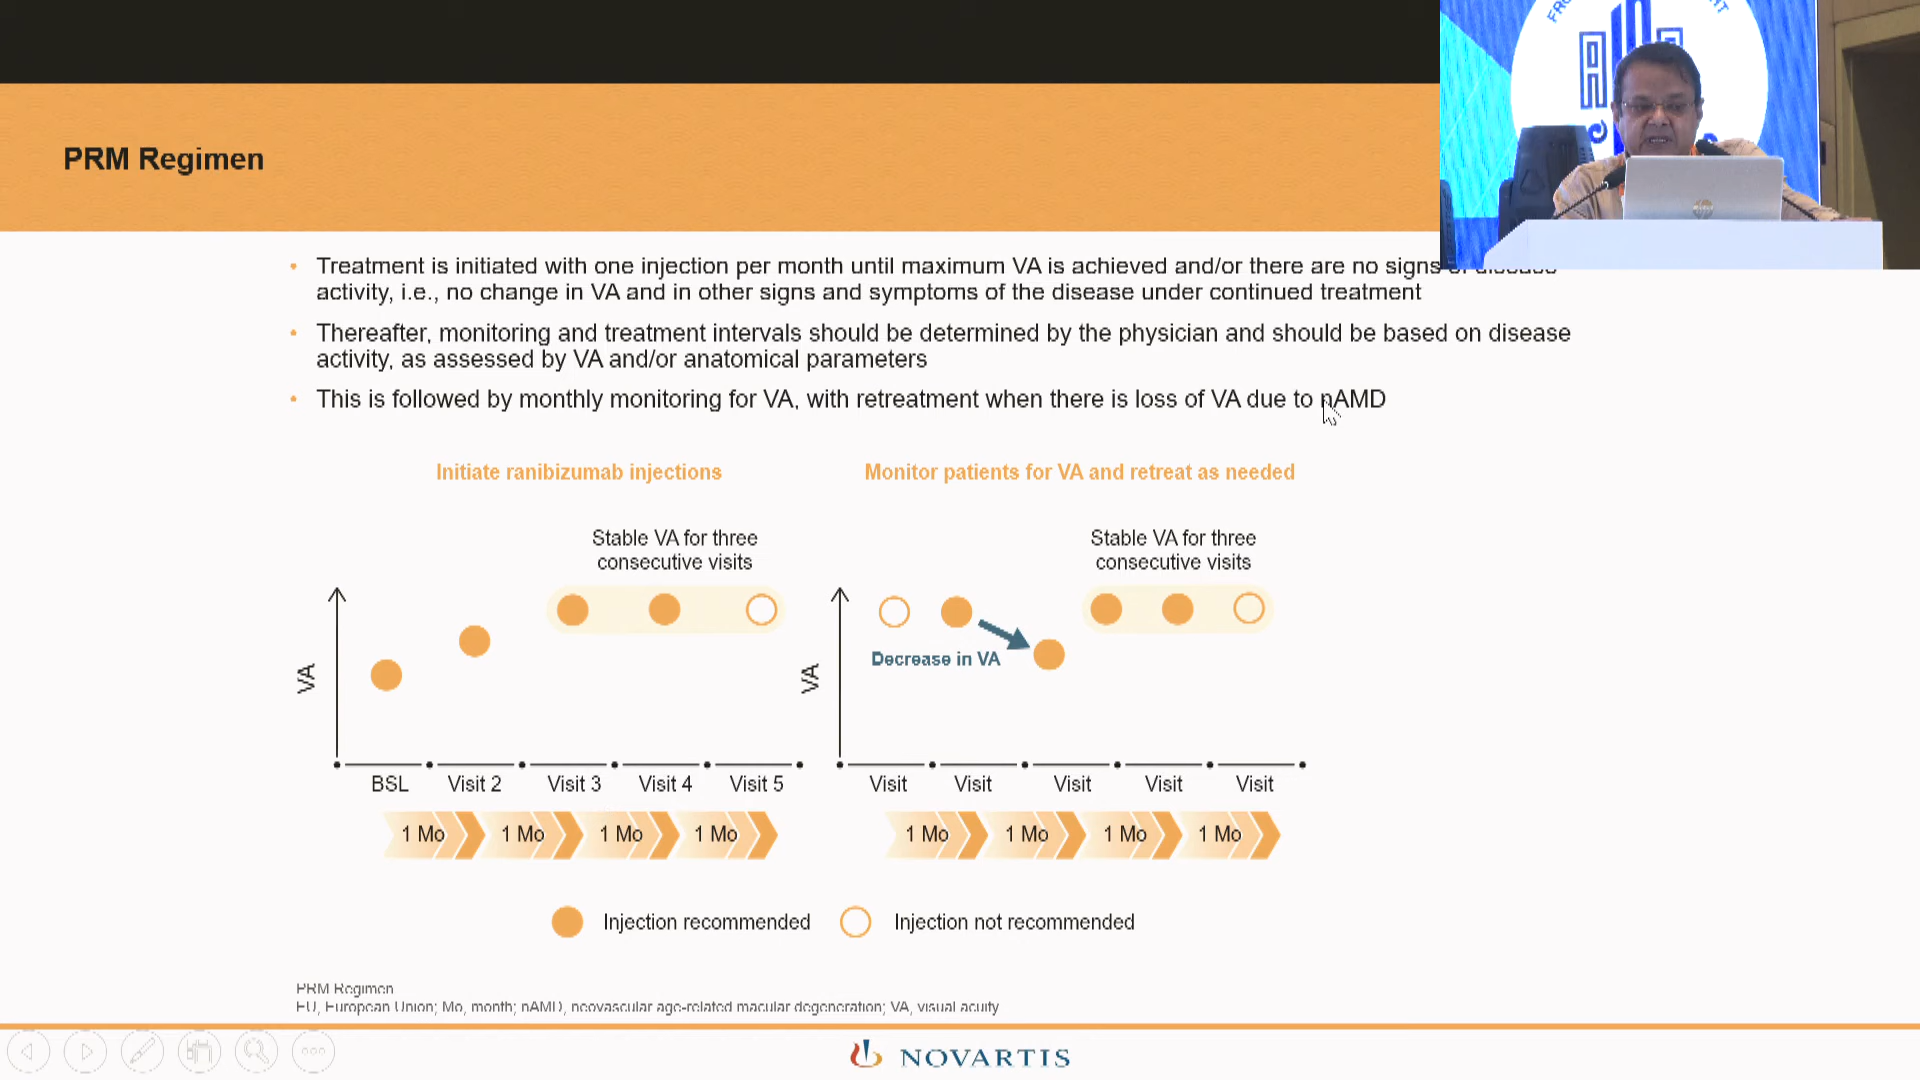 PRM Regimen
• Treatment is initiated with one injection per month until maximum VA is achieved and/or there are no signs of disease
activity, i.e., no change in VA and in other signs and symptoms of the disease under continued treatment
• Thereafter, monitoring and treatment intervals should be determined by the physician and should be based on disease
activity, as assessed by VA and/or anatomical parameters
• This is followed by monthly monitoring for VA, with retreatment when there is loss of VA due to nAMD
Initiate ranibizumab injections
Stable VA for three
consecutive visits
VA
BSL Visit 2 Visit 3 Visit 4 Visit 5
1 Mo 1 Mo 1 Mo 1 Mo
Monitor patients for VA and retreat as needed
Stable VA for three
consecutive visits
Decrease in VA
VA
Visit Visit Visit Visit Visit
1 Mo 1 Mo 1 Mo 1 Mo
Injection recommended Injection not recommended
PRM Regimen
EU, European Union; Mo, month; nAMD, neovascular age-related macular degeneration; VA, visual acuity
NOVARTIS